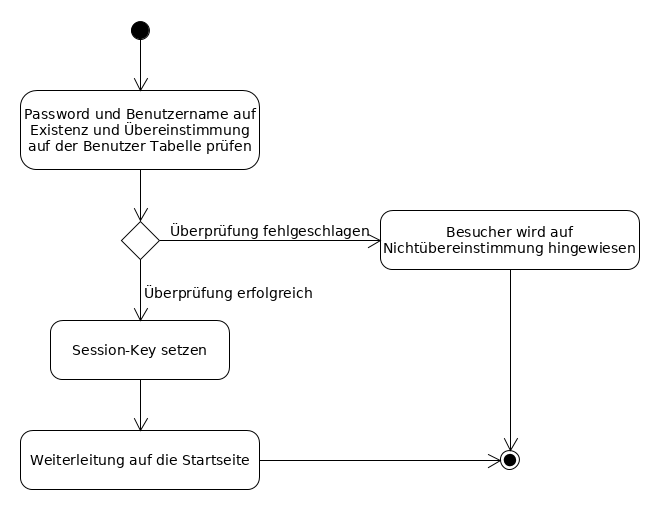 Password und Benutzername auf
Existenz und Übereinstimmung
auf der Benutzer Tabelle prüfen
Überprüfung fehlgeschlagen
Besucher wird auf
Nichtübereinstimmung hingewiesen
Überprüfung erfolgreich
Session-Key setzen
Weiterleitung auf die Startseite